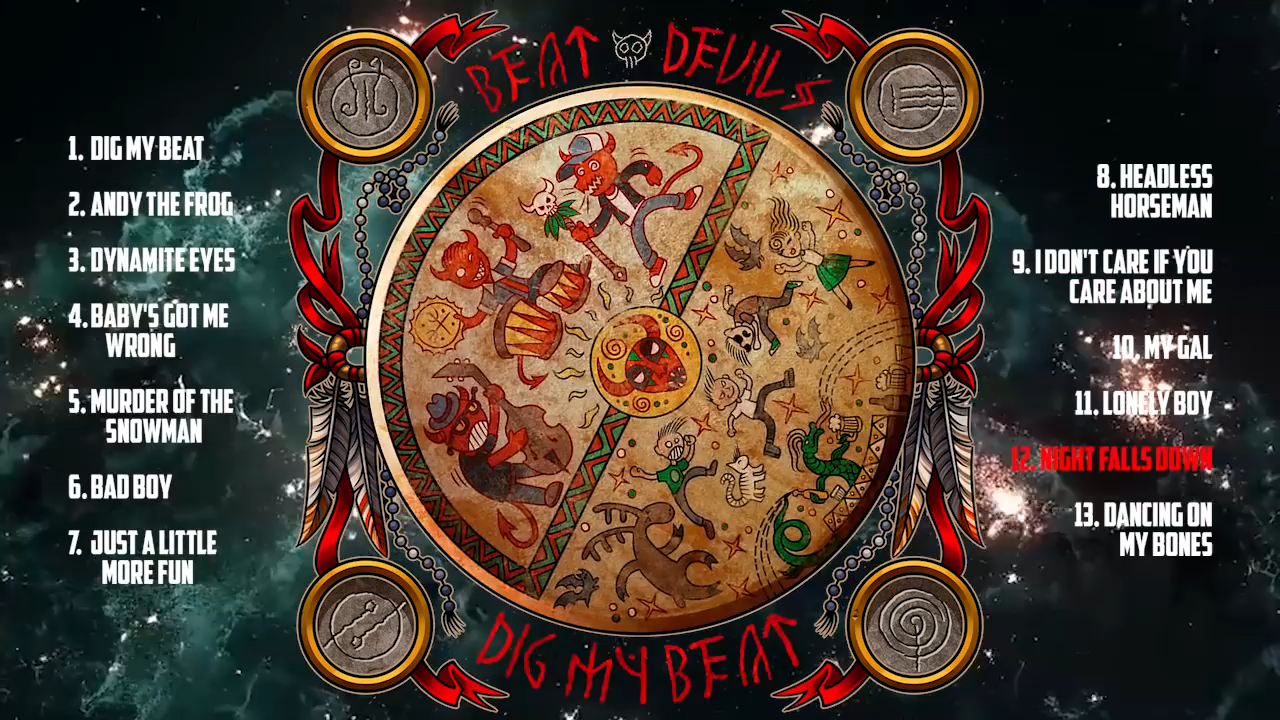 BEAT DEVILS
1. DIG MY BEAT
2. ANDY THE FROG
3. DYNAMITE EYES
4. BABY'S GOT ME
WRONG
5. MURDER OF THE
SNOWMAN
6. BAD BOY
7. JUST A LITTLE
MORE FUN
8. HEADLESS
HORSEMAN
9. I DON'T CARE IF YOU
CARE ABOUT ME
10. MY GAL
11. LONELY BOY
12. NIGHT FALLS DOWN
13. DANCING ON
MY BONES
DIG MY BEAT